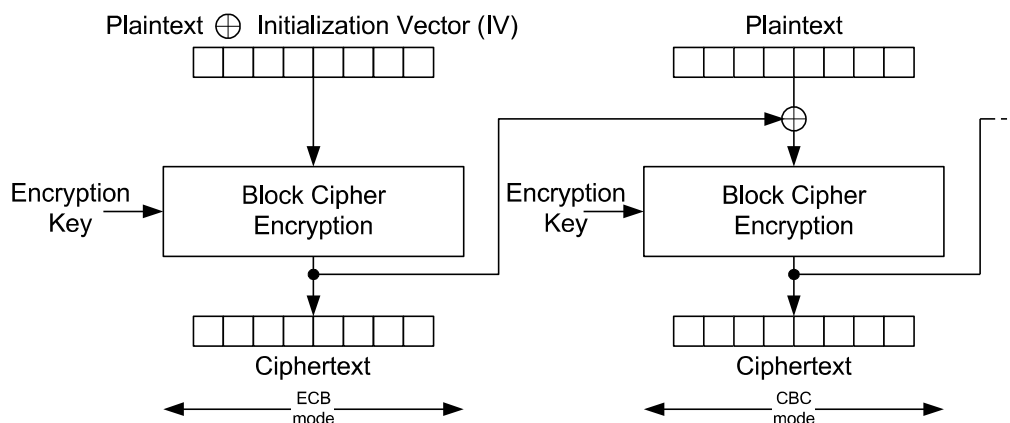 Plaintext ⊕ Initialization Vector (IV)
Plaintext
Encryption
Key
Block Cipher
Encryption
Encryption
Key
Block Cipher
Encryption
Ciphertext
Ciphertext
ECB
mode
CBC
mode